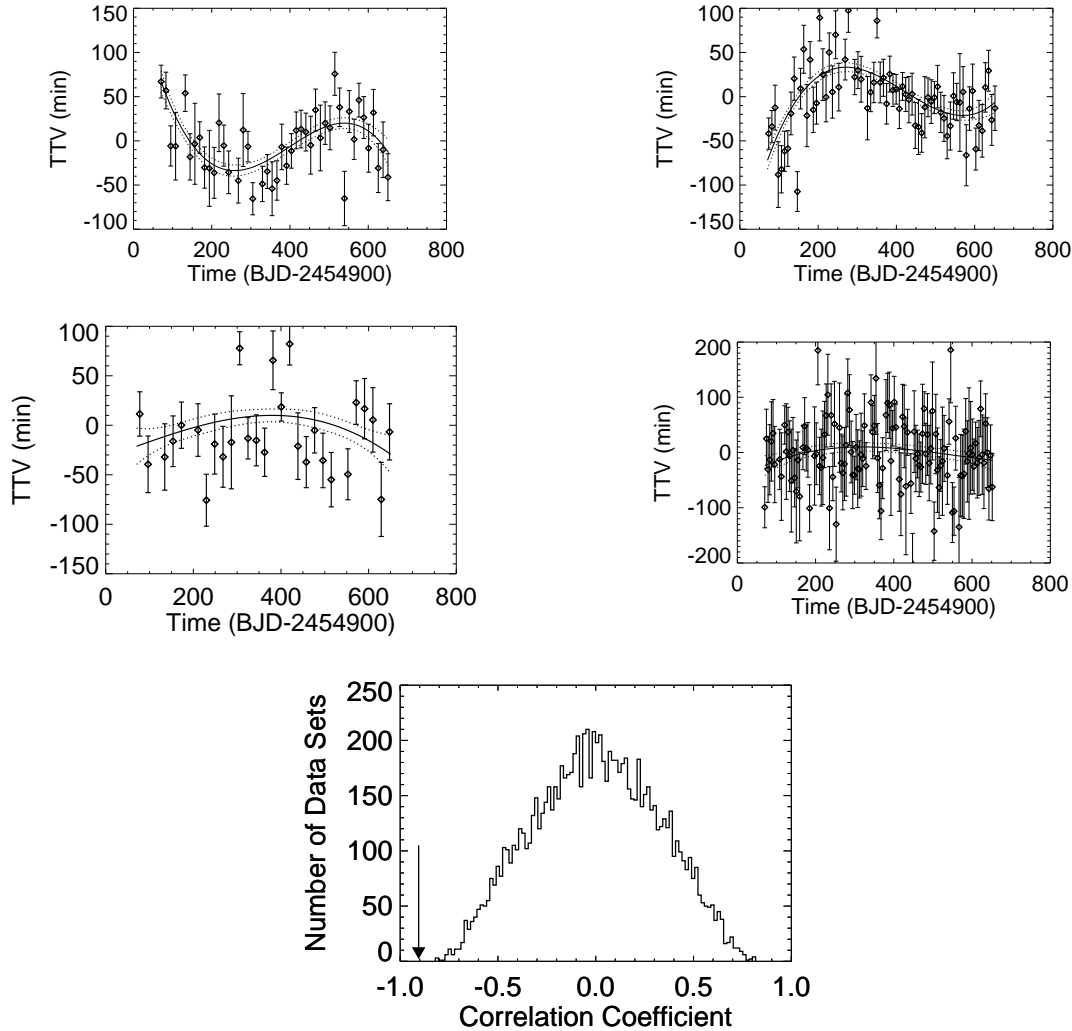 100
50
0
-50
-100
TTV (min)
0 200 400 600 800
Time (BJD-2454900)
100
50
0
-50
-100
-150
TTV (min)
0 200 400 600 800
Time (BJD-2454900)
100
50
0
-50
-100
-150
TTV (min)
0 200 400 600 800
Time (BJD-2454900)
200
100
0
-100
-200
TTV (min)
0 200 400 600 800
Time (BJD-2454900)
250
200
150
100
50
0
Number of Data Sets
-1.0 -0.5 0.0 0.5 1.0
Correlation Coefficient